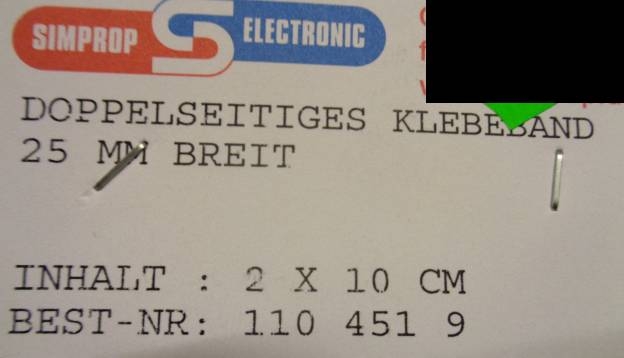 SIMPROP ELECTRONIC
DOPPELSEITIGES KLEBEBAND
25 MM BREIT
INHALT : 2 X 10 CM
BEST-NR: 110 451 9